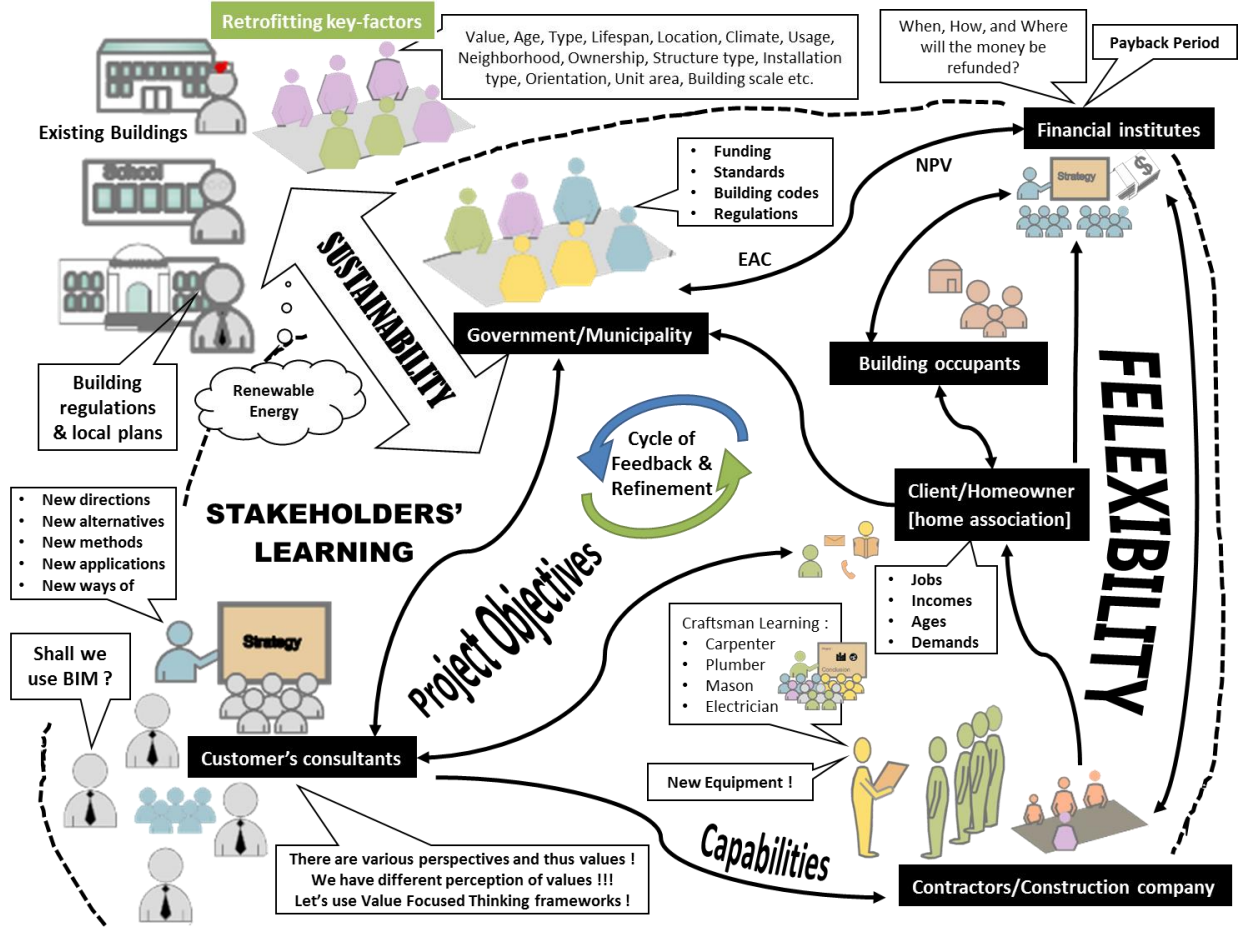 Retrofitting key-factors
Value, Age, Type, Lifespan, Location, Climate, Usage,
Neighborhood, Ownership, Structure type, Installation
type, Orientation, Unit area, Building scale etc.
When, How, and Where
will the money be
refunded?
Payback Period
Existing Buildings
Financial institutes
School
• Funding
• Standards
• Building codes
• Regulations
NPV
Strategy
$
EAC
SUSTAINABILITY
Government/Municipality
Building occupants
Building
regulations
& local plans
Renewable
Energy
Cycle of
Feedback &
Refinement
FELEXIBILITY
• New directions
• New alternatives
• New methods
• New applications
• New ways of
STAKEHOLDERS'
LEARNING
Client/Homeowner
[home association]
Project Objectives
• Jobs
• Incomes
• Ages
• Demands
Strategy
Craftsman Learning :
• Carpenter
• Plumber
• Mason
• Electrician
Conclusion
Shall we
use BIM ?
Customer's consultants
New Equipment !
Capabilities
There are various perspectives and thus values !
We have different perception of values !!!
Let's use Value Focused Thinking frameworks !
Contractors/Construction company